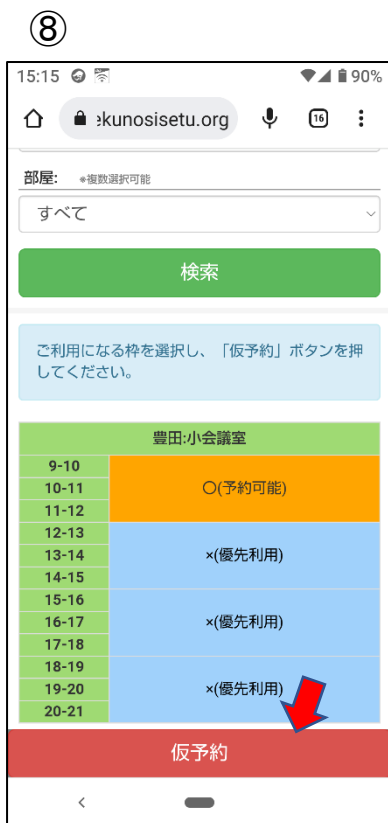 ⑧
15:15 90%
ekunosisetu.org 16
部屋: ※複数選択可能
すべて
検索
ご利用になる枠を選択し、「仮予約」ボタンを押
してください。
豊田:小会議室
9-10
10-11 〇(予約可能)
11-12
12-13
13-14 ×(優先利用)
14-15
15-16
16-17 ×(優先利用)
17-18
18-19
19-20 ×(優先利用)
20-21
仮予約